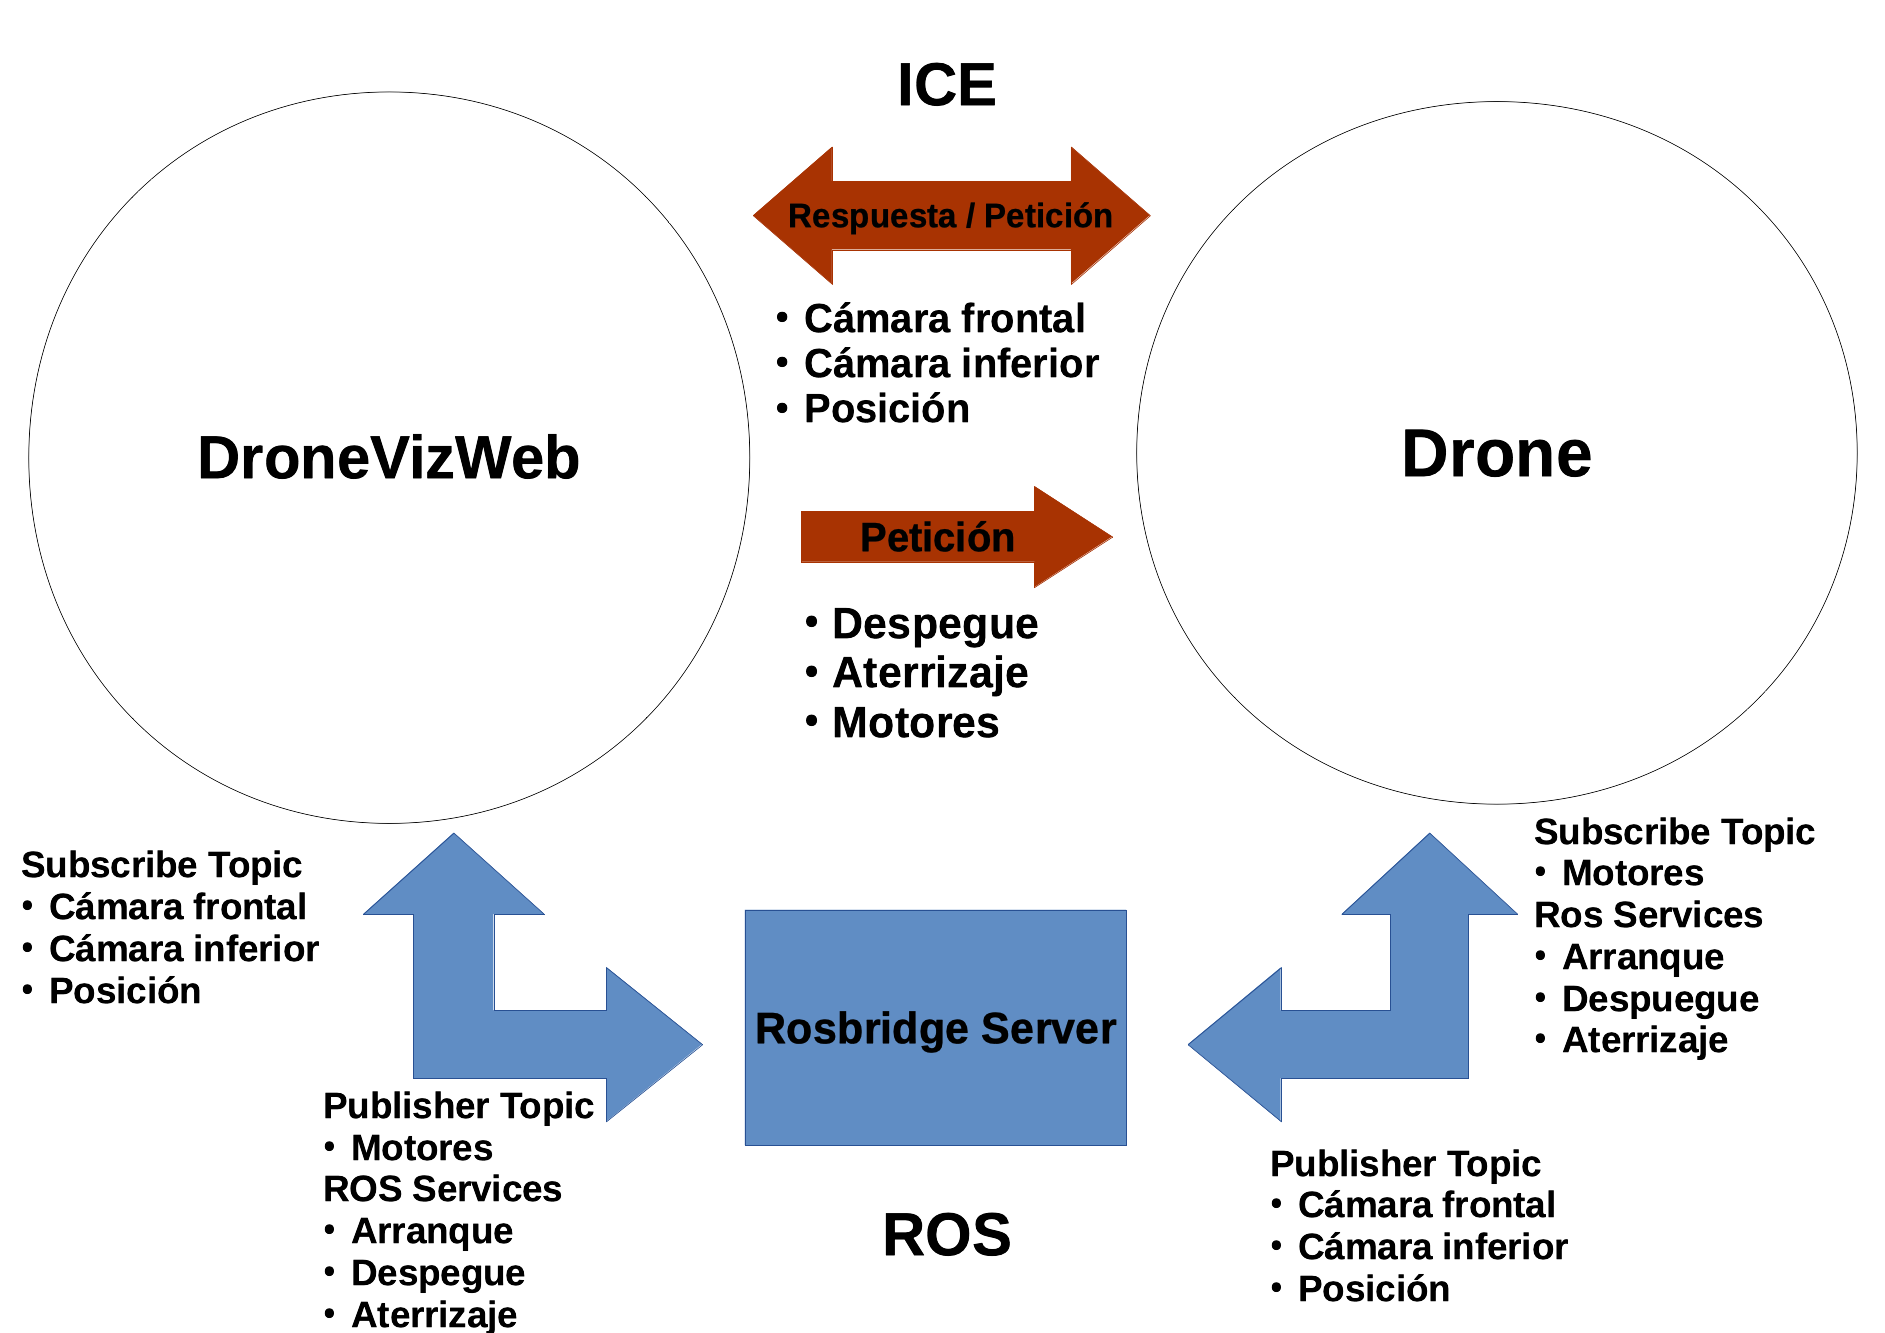 ICE
Respuesta / Petición
• Cámara frontal
• Cámara inferior
• Posición
DroneVizWeb
Drone
Petición
• Despegue
• Aterrizaje
• Motores
Subscribe Topic
• Cámara frontal
• Cámara inferior
• Posición
Publisher Topic
• Motores
ROS Services
• Arranque
• Despegue
• Aterrizaje
Rosbridge Server
ROS
Subscribe Topic
• Motores
Ros Services
• Arranque
• Despuegue
• Aterrizaje
Publisher Topic
• Cámara frontal
• Cámara inferior
• Posición